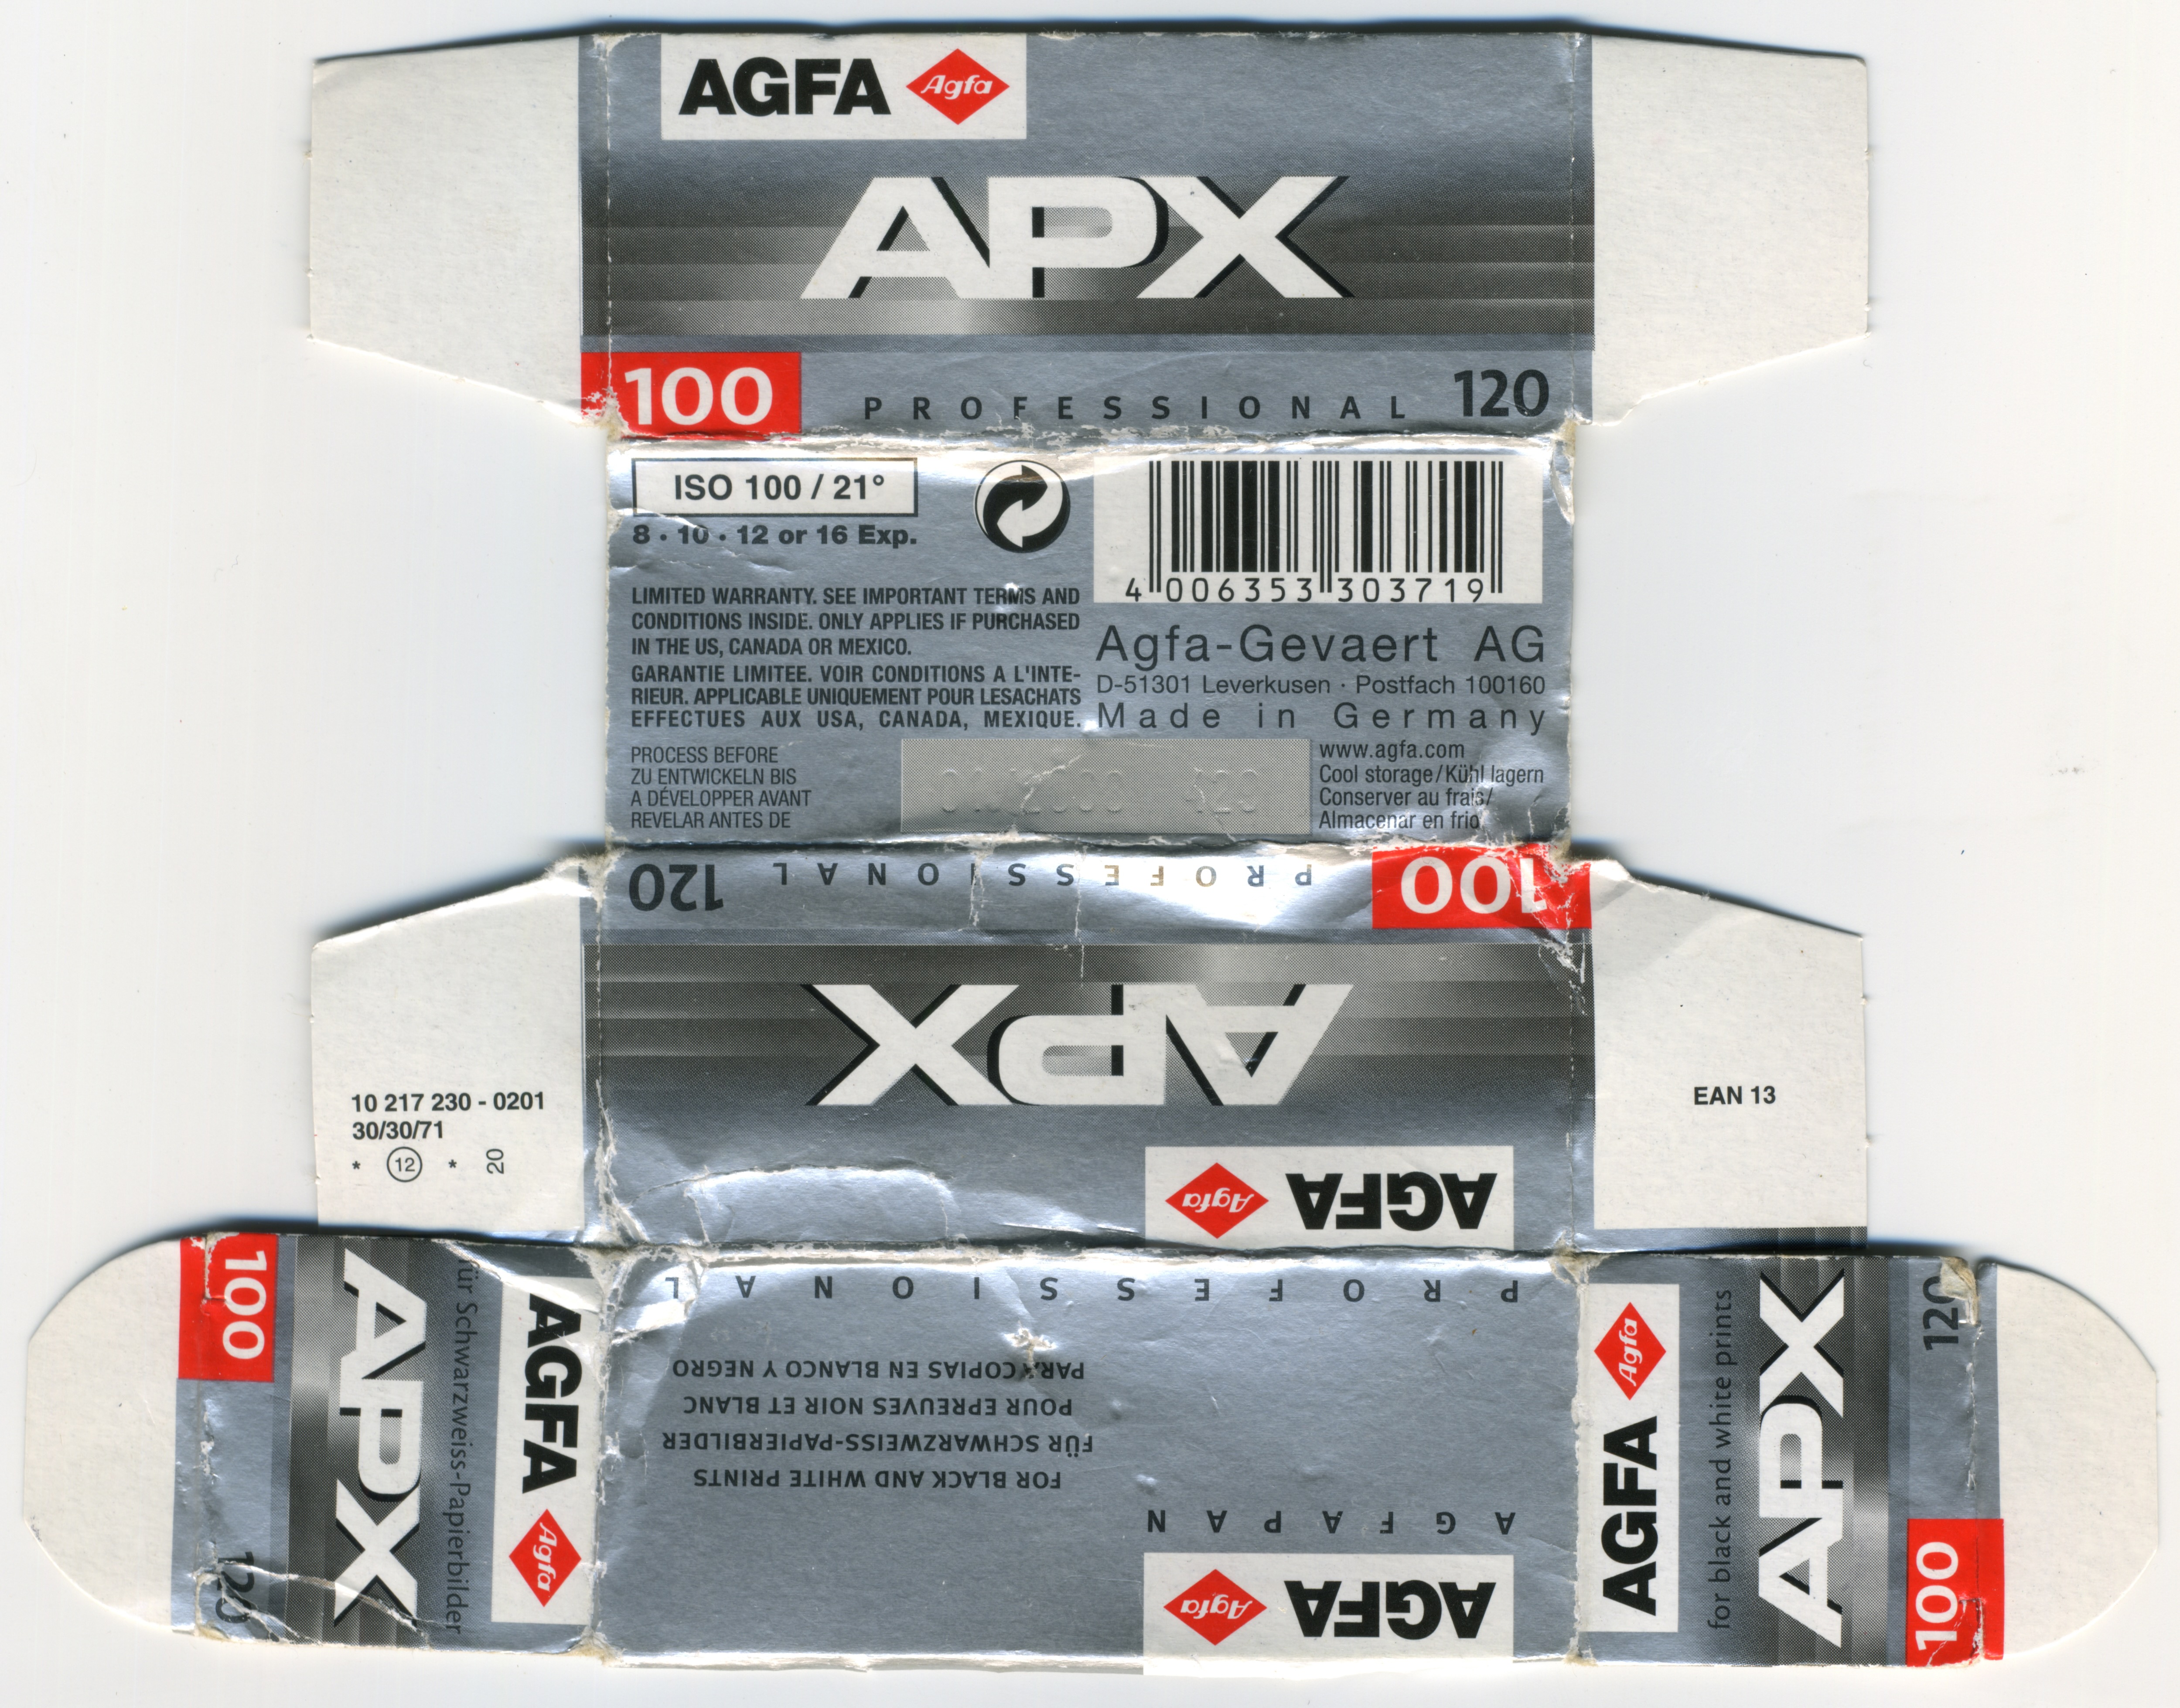 AGFA Agfa
APX
100 PROFESSIONAL 120
ISO 100 / 21°
8 · 10 · 12 or 16 Exp.
LIMITED WARRANTY. SEE IMPORTANT TERMS AND
CONDITIONS INSIDE. ONLY APPLIES IF PURCHASED
IN THE US, CANADA OR MEXICO.
GARANTIE LIMITEE. VOIR CONDITIONS A L'INTE-
RIEUR. APPLICABLE UNIQUEMENT POUR LESACHATS
EFFECTUES AUX USA, CANADA, MEXIQUE.
PROCESS BEFORE
ZU ENTWICKELN BIS
A DÉVELOPPER AVANT
REVELAR ANTES DE
4 006353 303719
Agfa-Gevaert AG
D-51301 Leverkusen · Postfach 100160
Made in Germany
www.agfa.com
Cool storage/Kühl lagern
Conserver au frais/
Almacenar en frio
100 PROFESSIONAL 120
APX
AGFA Agfa
10 217 230 - 0201
30/30/71
* 12 * 20
EAN 13
100
120
APX
für Schwarzweiss-Papierbilder
AGFA Agfa
AGFA Agfa
AGFAPAN
FOR BLACK AND WHITE PRINTS
FÜR SCHWARZWEISS-PAPIERBILDER
POUR EPREUVES NOIR ET BLANC
PARA COPIAS EN BLANCO Y NEGRO
PROFESSIONAL
AGFA Agfa
for black and white prints
APX
100
120